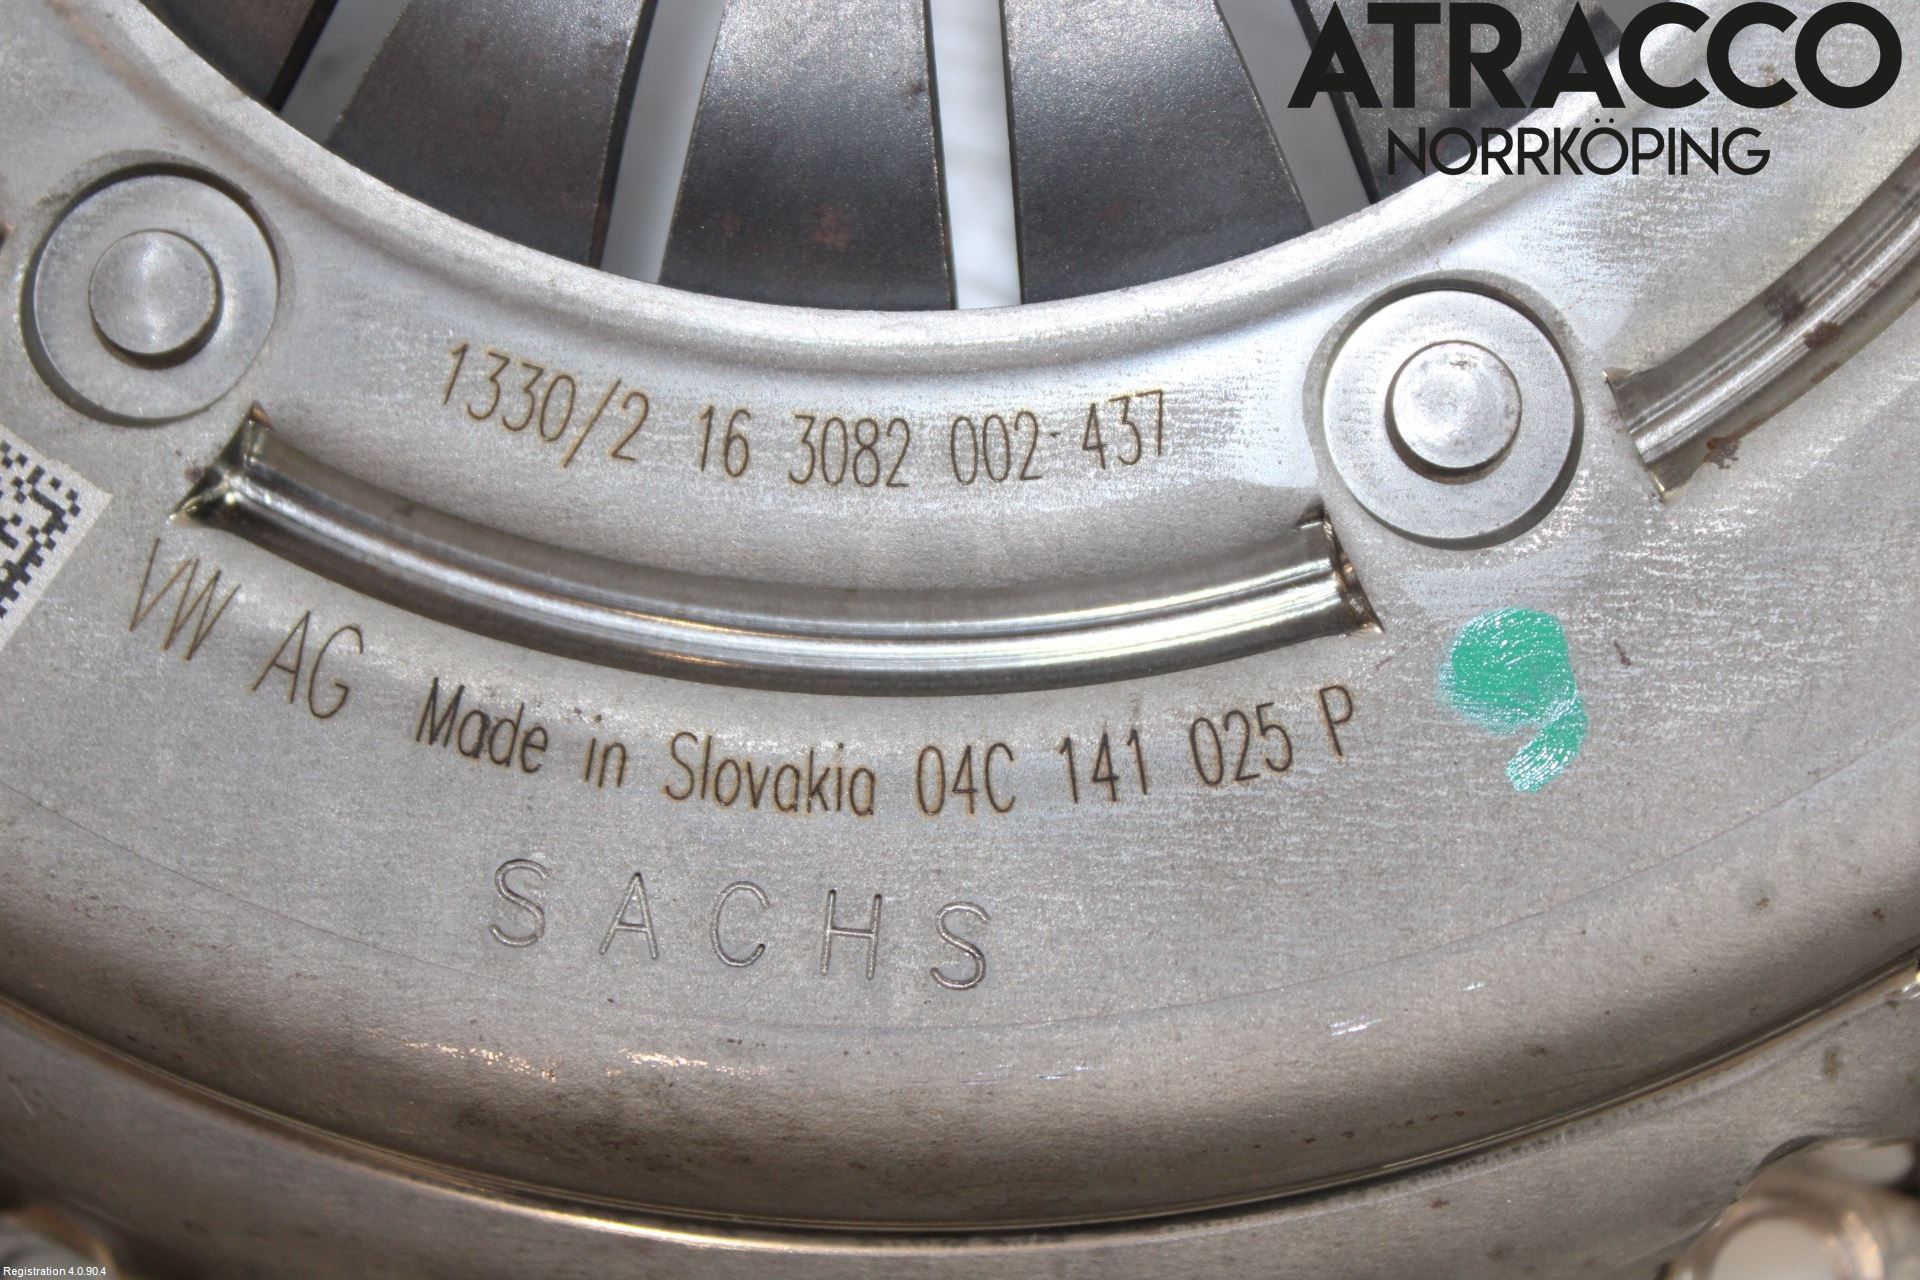 ATRACCO
NORRKÖPING
1330/2 16 3082 002-437
VW AG Made in Slovakia 04C 141 025 P
SACHS
Registration 4.0.90.4